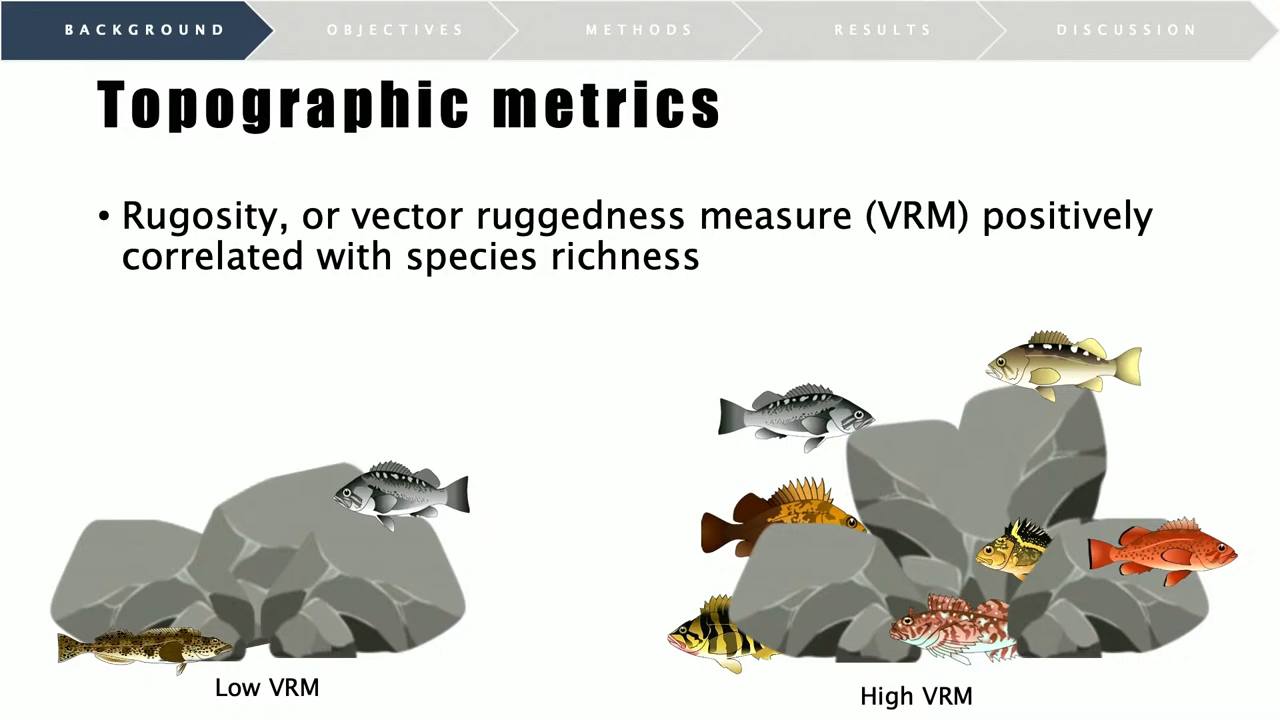 BACKGROUND
OBJECTIVES
METHODS
RESULTS
DISCUSSION
Topographic metrics
• Rugosity, or vector ruggedness measure (VRM) positively
correlated with species richness
Low VRM
High VRM